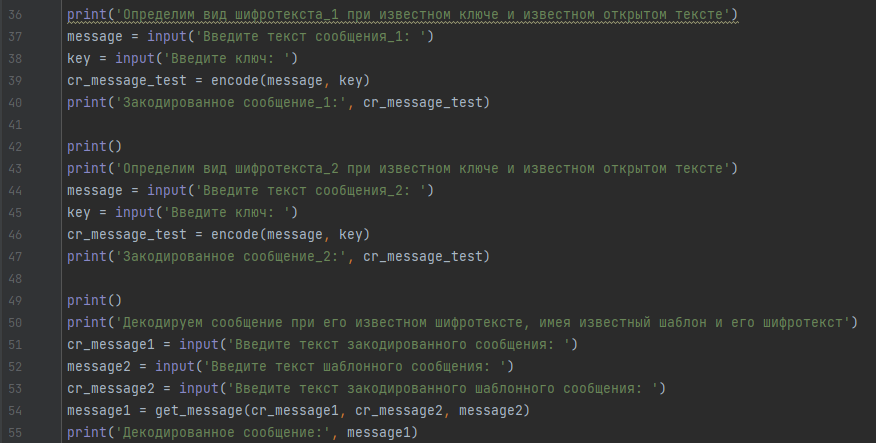 36 print('Определим вид шифротекста_1 при известном ключе и известном открытом тексте')
37 message = input('Введите текст сообщения_1: ')
38 key = input('Введите ключ: ')
39 cr_message_test = encode(message, key)
40 print('Закодированное сообщение_1:', cr_message_test)
41
42 print()
43 print('Определим вид шифротекста_2 при известном ключе и известном открытом тексте')
44 message = input('Введите текст сообщения_2: ')
45 key = input('Введите ключ: ')
46 cr_message_test = encode(message, key)
47 print('Закодированное сообщение_2:', cr_message_test)
48
49 print()
50 print('Декодируем сообщение при его известном шифротексте, имея известный шаблон и его шифротекст')
51 cr_message1 = input('Введите текст закодированного сообщения: ')
52 message2 = input('Введите текст шаблонного сообщения: ')
53 cr_message2 = input('Введите текст закодированного шаблонного сообщения: ')
54 message1 = get_message(cr_message1, cr_message2, message2)
55 print('Декодированное сообщение:', message1)